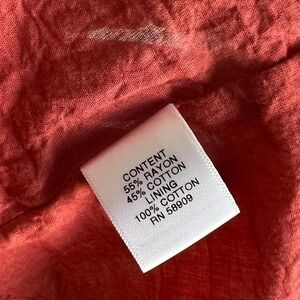 CONTENT
55% RAYON
45% COTTON
LINING
100% COTTON
RN 58909